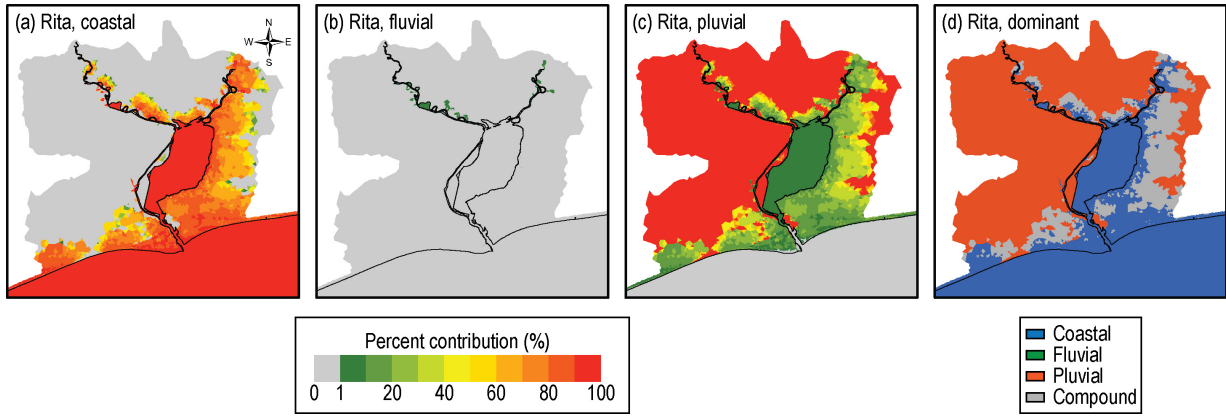 (a) Rita, coastal
N
W E
S
(b) Rita, fluvial
(c) Rita, pluvial
(d) Rita, dominant
Percent contribution (%)
0 1 20 40 60 80 100
Coastal
Fluvial
Pluvial
Compound